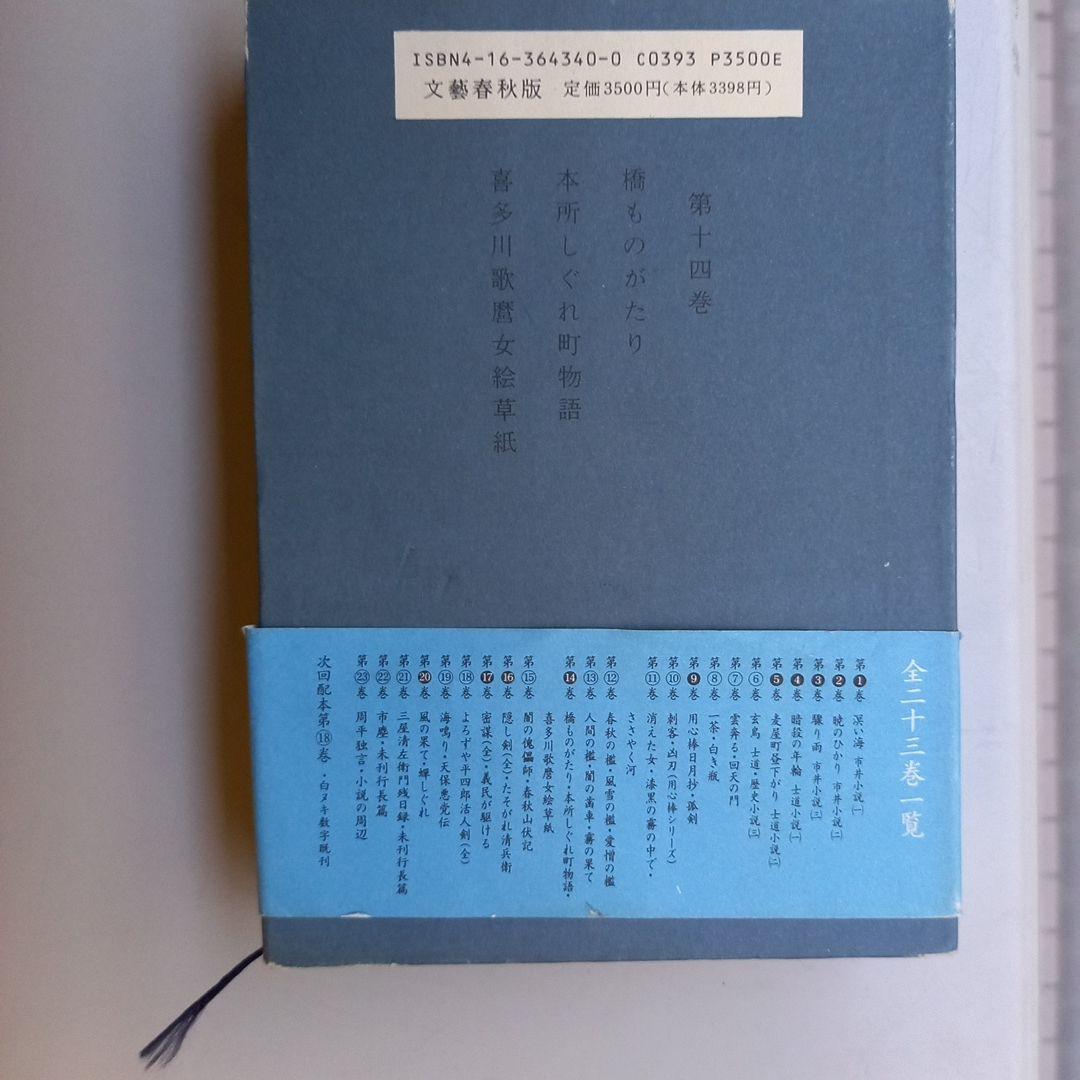 ISBN4-16-364340-0 C0393 P3500E
文藝春秋版 定価3500円(本体3398円)
第十四巻
橋ものがたり
本所しぐれ町物語
喜多川歌麿女絵草紙
全二十三巻一覧
第❶巻 溟い海 市井小説㈠
第❷巻 暁のひかり 市井小説㈡
第❸巻 驟り雨 市井小説㈢
第❹巻 暗殺の年輪 士道小説㈠
第❺巻 麦屋町昼下がり 士道小説㈡
第⑥巻 玄鳥 士道・歴史小説㈢
第⑦巻 雲奔る・回天の門
第⑧巻 一茶・白き瓶
第❾巻 用心棒日月抄・孤剣
第⑩巻 刺客・凶刃(用心棒シリーズ)
第⑪巻 消えた女・漆黒の霧の中で・
ささやく河
第⑫巻 春秋の檻・風雪の檻・愛憎の檻
第⑬巻 人間の檻・闇の歯車・霧の果て
第⓮巻 橋ものがたり・本所しぐれ町物語・
喜多川歌麿女絵草紙
第⑮巻 闇の傀儡師・春秋山伏記
第⓰巻 隠し剣(全)・たそがれ清兵衛
第⓱巻 密謀(全)・義民が駆ける
第⑱巻 よろずや平四郎活人剣(全)
第⑲巻 海鳴り・天保悪党伝
第⓴巻 風の果て・蟬しぐれ
第㉑巻 三屋清左衛門残日録・未刊行長篇
第㉒巻 市塵・未刊行長篇
第㉓巻 周平独言・小説の周辺
次回配本第⑱巻 ・白ヌキ数字既刊